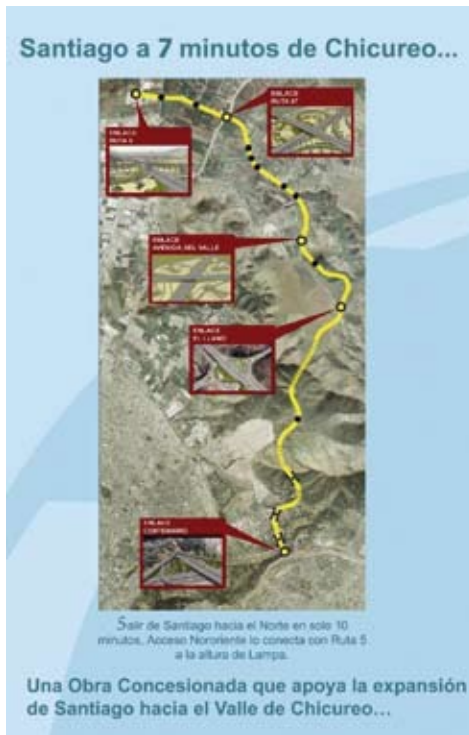 Santiago a 7 minutos de Chicureo...
ENLACE
RUTA 57
ENLACE
RUTA 5
ENLACE
AVENIDA DEL VALLE
ENLACE
EL LLANO
ENLACE
CENTENARIO
Salir de Santiago hacia el Norte en solo 10
minutos, Acceso Nororiente lo conecta con Ruta 5
a la altura de Lampa.
Una Obra Concesionada que apoya la expansión
de Santiago hacia el Valle de Chicureo...